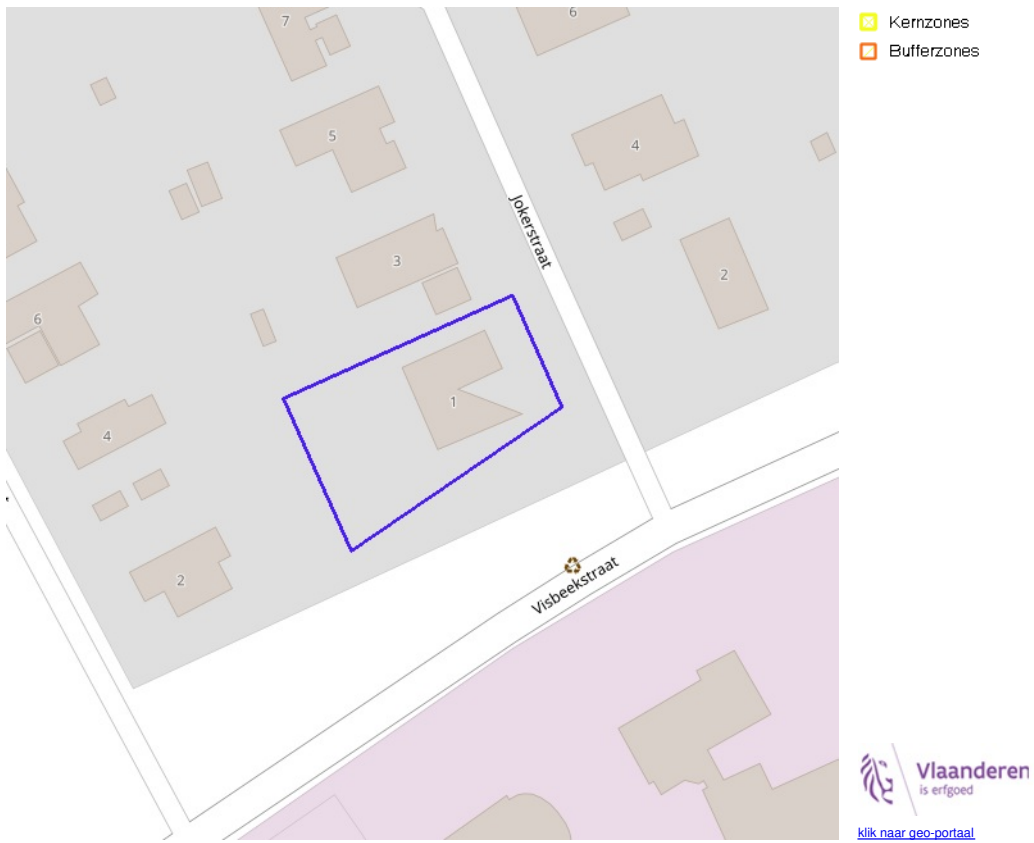 Kernzones
Bufferzones
7
6
5
4
Jokerstraat
3
2
6
1
4
2
Visbeekstraat
Vlaanderen
is erfgoed
klik naar geo-portaal